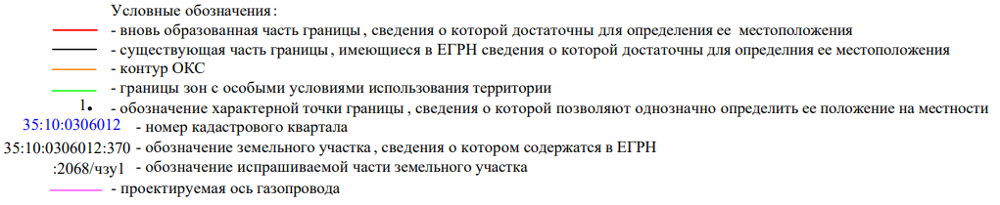 Условные обозначения:
- вновь образованная часть границы, сведения о которой достаточны для определения ее местоположения
- существующая часть границы, имеющиеся в ЕГРН сведения о которой достаточны для определния ее местоположения
- контур ОКС
- границы зон с особыми условиями использования территории
1. - обозначение характерной точки границы, сведения о которой позволяют однозначно определить ее положение на местности
35:10:0306012 - номер кадастрового квартала
35:10:0306012:370 - обозначение земельного участка, сведения о котором содержатся в ЕГРН
:2068/чзу1 - обозначение испрашиваемой части земельного участка
- проектируемая ось газопровода